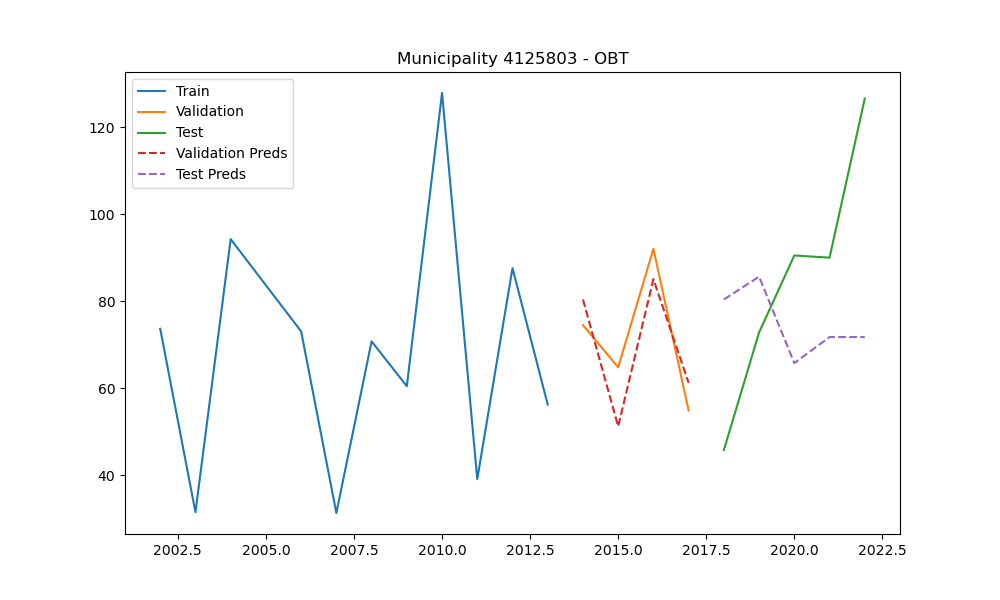 Municipality 4125803 - OBT
Train
Validation
Test
Validation Preds
Test Preds
120
100
80
60
40
2002.5 2005.0 2007.5 2010.0 2012.5 2015.0 2017.5 2020.0 2022.5